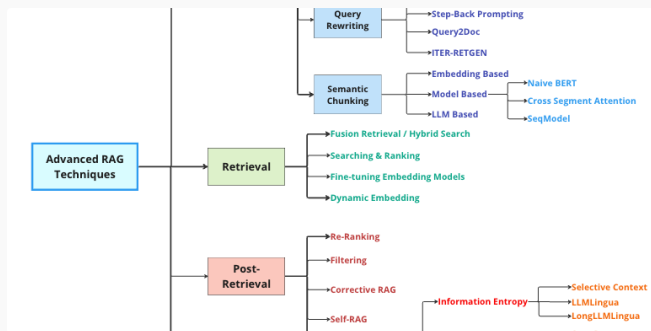 Query
Rewriting
Step-Back Prompting
Query2Doc
ITER-RETGEN
Semantic
Chunking
Embedding Based
Model Based
LLM Based
Naive BERT
Cross Segment Attention
SeqModel
Advanced RAG
Techniques
Retrieval
Fusion Retrieval / Hybrid Search
Searching & Ranking
Fine-tuning Embedding Models
Dynamic Embedding
Post-
Retrieval
Re-Ranking
Filtering
Corrective RAG
Self-RAG
Information Entropy
Selective Context
LLMLingua
LongLLMLingua